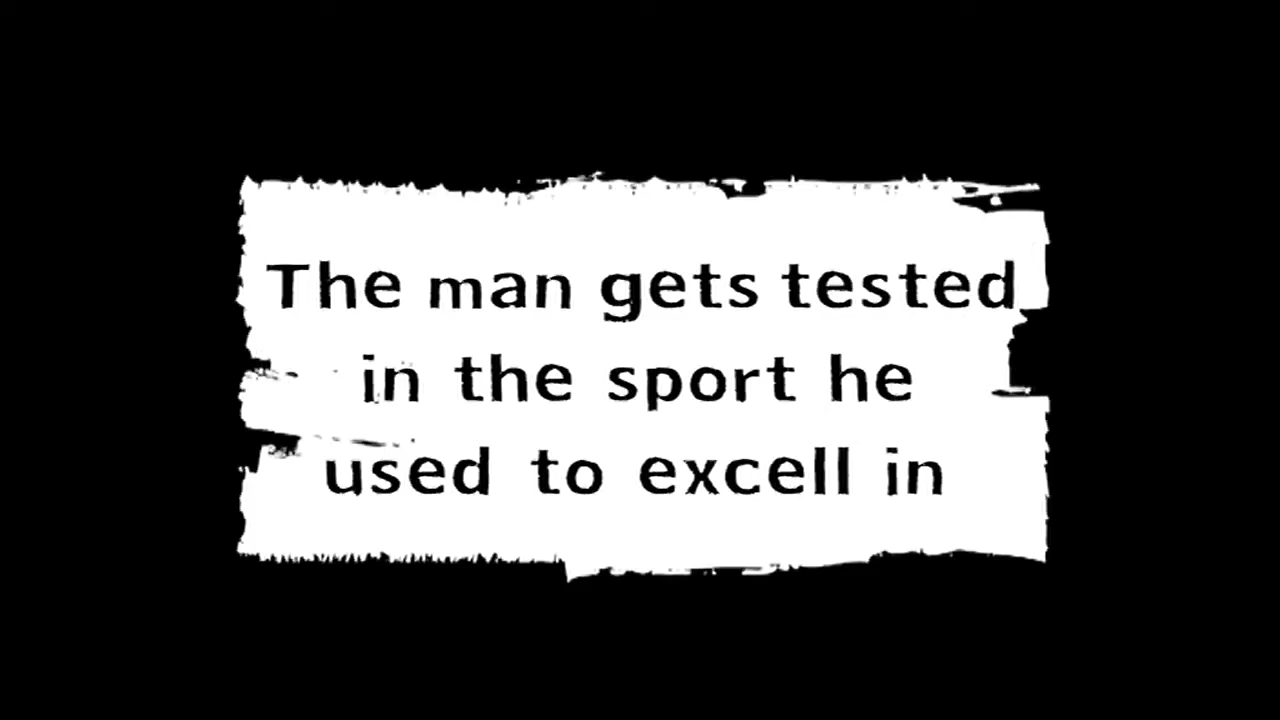 The man gets tested
in the sport he
used to excell in